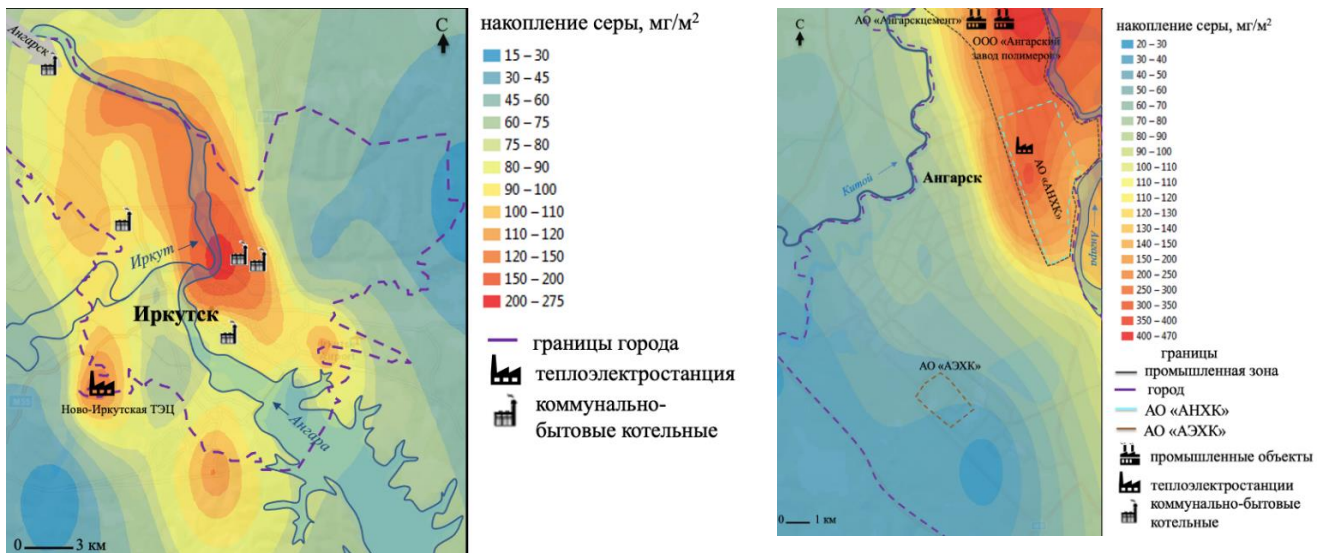 С
Ангарск
Иркут
Иркутск
Ново-Иркутская ТЭЦ
Ангара
0 3 км
накопление серы, мг/м²
15 – 30
30 – 45
45 – 60
60 – 75
75 – 80
80 – 90
90 – 100
100 – 110
110 – 120
120 – 150
150 – 200
200 – 275
границы города
теплоэлектростанция
коммунально-
бытовые котельные
С
АО «Ангарскцемент»
ООО «Ангарский
завод полимеров»
Китой
Ангарск
АО «АНХК»
Ангара
АО «АЭХК»
0 1 км
накопление серы, мг/м²
20 – 30
30 – 40
40 – 50
50 – 60
60 – 70
70 – 80
80 – 90
90 – 100
100 – 110
110 – 110
110 – 120
120 – 130
130 – 140
140 – 150
150 – 200
200 – 250
250 – 300
300 – 350
350 – 400
400 – 470
границы
промышленная зона
город
АО «АНХК»
АО «АЭХК»
промышленные объекты
теплоэлектростанции
коммунально-бытовые
котельные